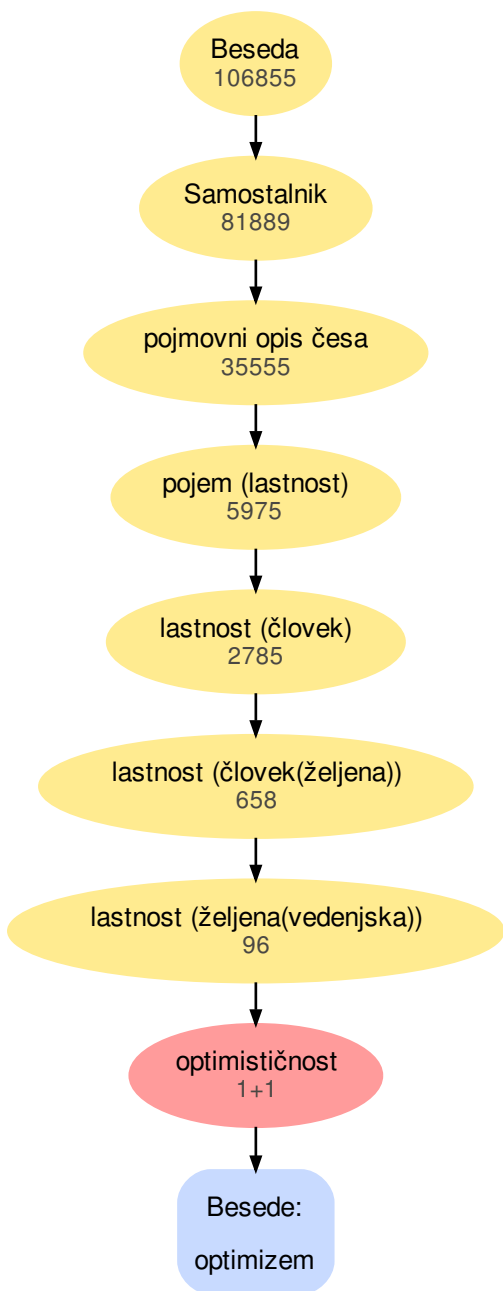 Beseda
106855
Samostalnik
81889
pojmovni opis česa
35555
pojem (lastnost)
5975
lastnost (človek)
2785
lastnost (človek(željena))
658
lastnost (željena(vedenjska))
96
optimističnost
1+1
Besede:
optimizem